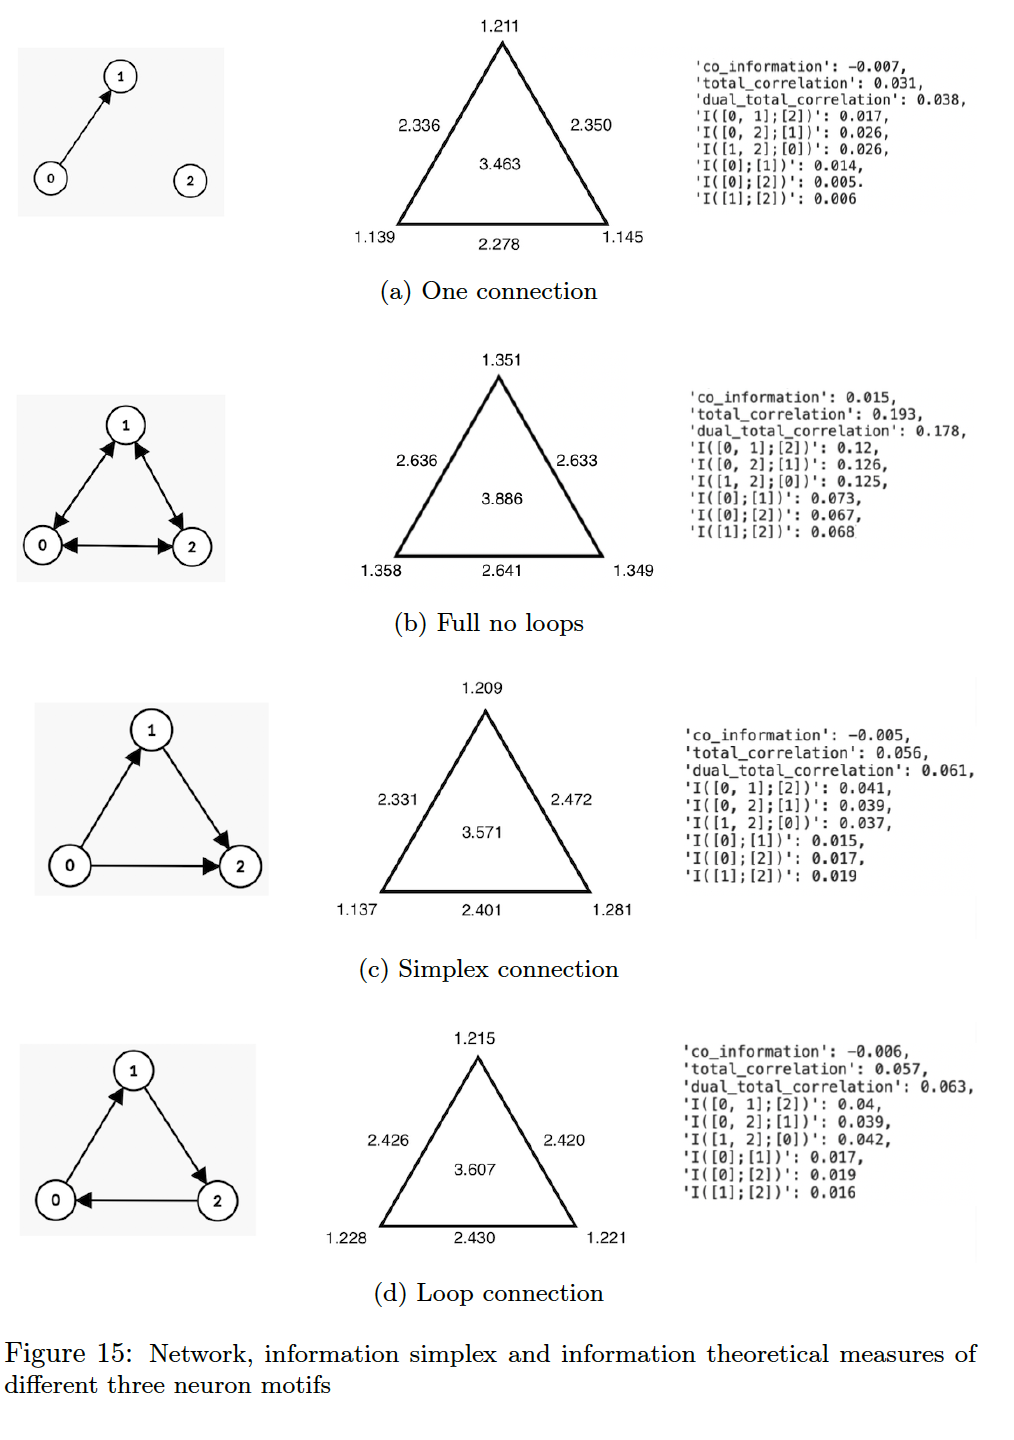 1.211
1
0
2
2.336
2.350
3.463
1.139
2.278
1.145
'co_information': -0.007,
'total_correlation': 0.031,
'dual_total_correlation': 0.038,
'I([0, 1];[2])': 0.017,
'I([0, 2];[1])': 0.026,
'I([1, 2];[0])': 0.026,
'I([0];[1])': 0.014,
'I([0];[2])': 0.005.
'I([1];[2])': 0.006
(a) One connection
1.351
1
0
2
2.636
2.633
3.886
1.358
2.641
1.349
'co_information': 0.015,
'total_correlation': 0.193,
'dual_total_correlation': 0.178,
'I([0, 1];[2])': 0.12,
'I([0, 2];[1])': 0.126,
'I([1, 2];[0])': 0.125,
'I([0];[1])': 0.073,
'I([0];[2])': 0.067,
'I([1];[2])': 0.068
(b) Full no loops
1.209
1
0
2
2.331
2.472
3.571
1.137
2.401
1.281
'co_information': -0.005,
'total_correlation': 0.056,
'dual_total_correlation': 0.061,
'I([0, 1];[2])': 0.041,
'I([0, 2];[1])': 0.039,
'I([1, 2];[0])': 0.037,
'I([0];[1])': 0.015,
'I([0];[2])': 0.017,
'I([1];[2])': 0.019
(c) Simplex connection
1.215
1
0
2
2.426
2.420
3.607
1.228
2.430
1.221
'co_information': -0.006,
'total_correlation': 0.057,
'dual_total_correlation': 0.063,
'I([0, 1];[2])': 0.04,
'I([0, 2];[1])': 0.039,
'I([1, 2];[0])': 0.042,
'I([0];[1])': 0.017,
'I([0];[2])': 0.019
'I([1];[2])': 0.016
(d) Loop connection
Figure 15: Network, information simplex and information theoretical measures of
different three neuron motifs